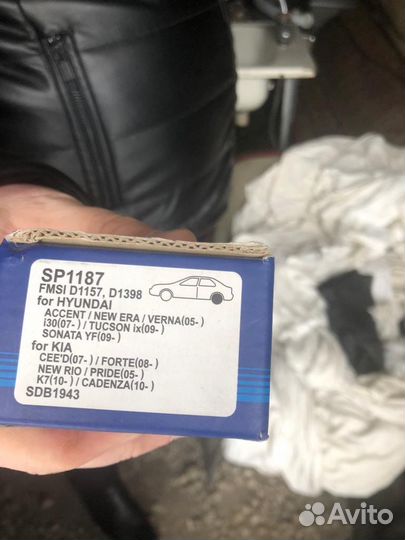 SP1187
FMSI D1157, D1398
for HYUNDAI
ACCENT / NEW ERA / VERNA(05- )
i30(07- ) / TUCSON ix(09- )
SONATA YF(09- )
for KIA
CEE'D(07- ) / FORTE(08- )
NEW RIO / PRIDE(05- )
K7(10- ) / CADENZA(10- )
SDB1943
Avito